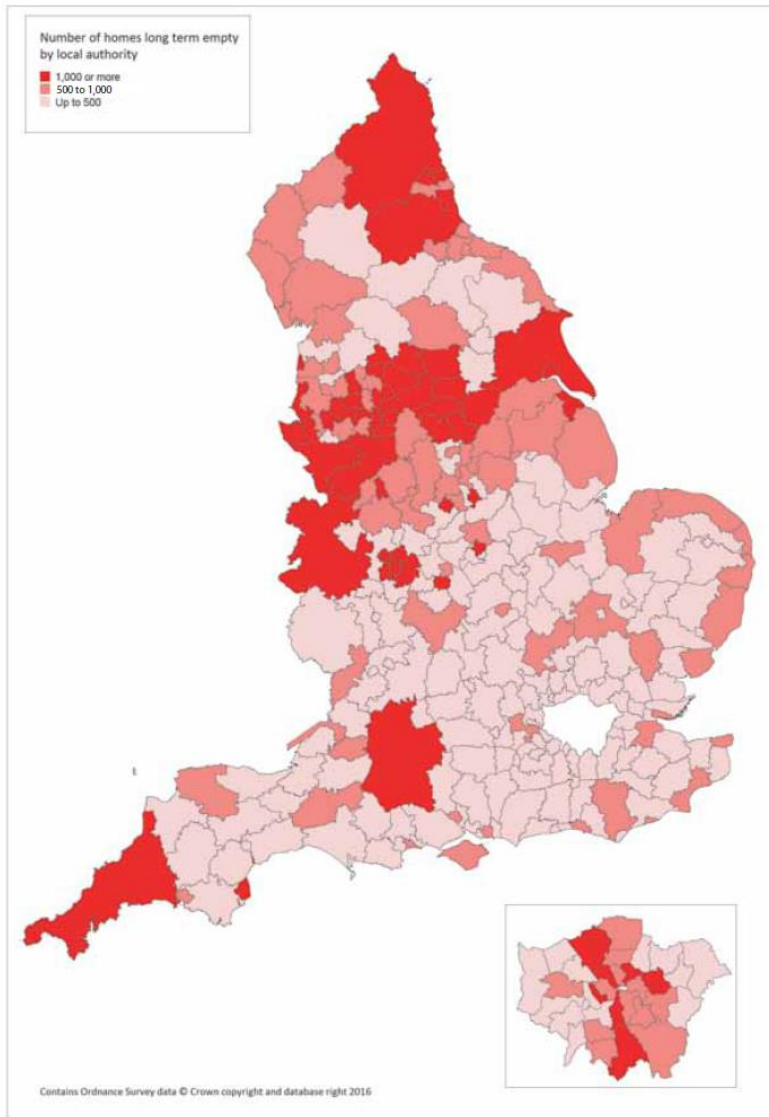 Number of homes long term empty
by local authority
1,000 or more
500 to 1,000
Up to 500
Contains Ordnance Survey data © Crown copyright and database right 2016